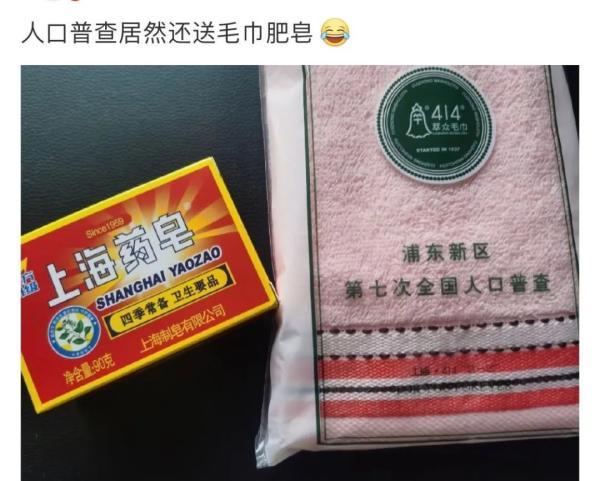 人口普查居然还送毛巾肥皂😂
Since1959
上海药皂
SHANGHAI YAOZAO
四季常备 卫生要品
上海制皂有限公司
净含量:90克
414
萃众毛巾
STARTED IN 1937
浦东新区
第七次全国人口普查